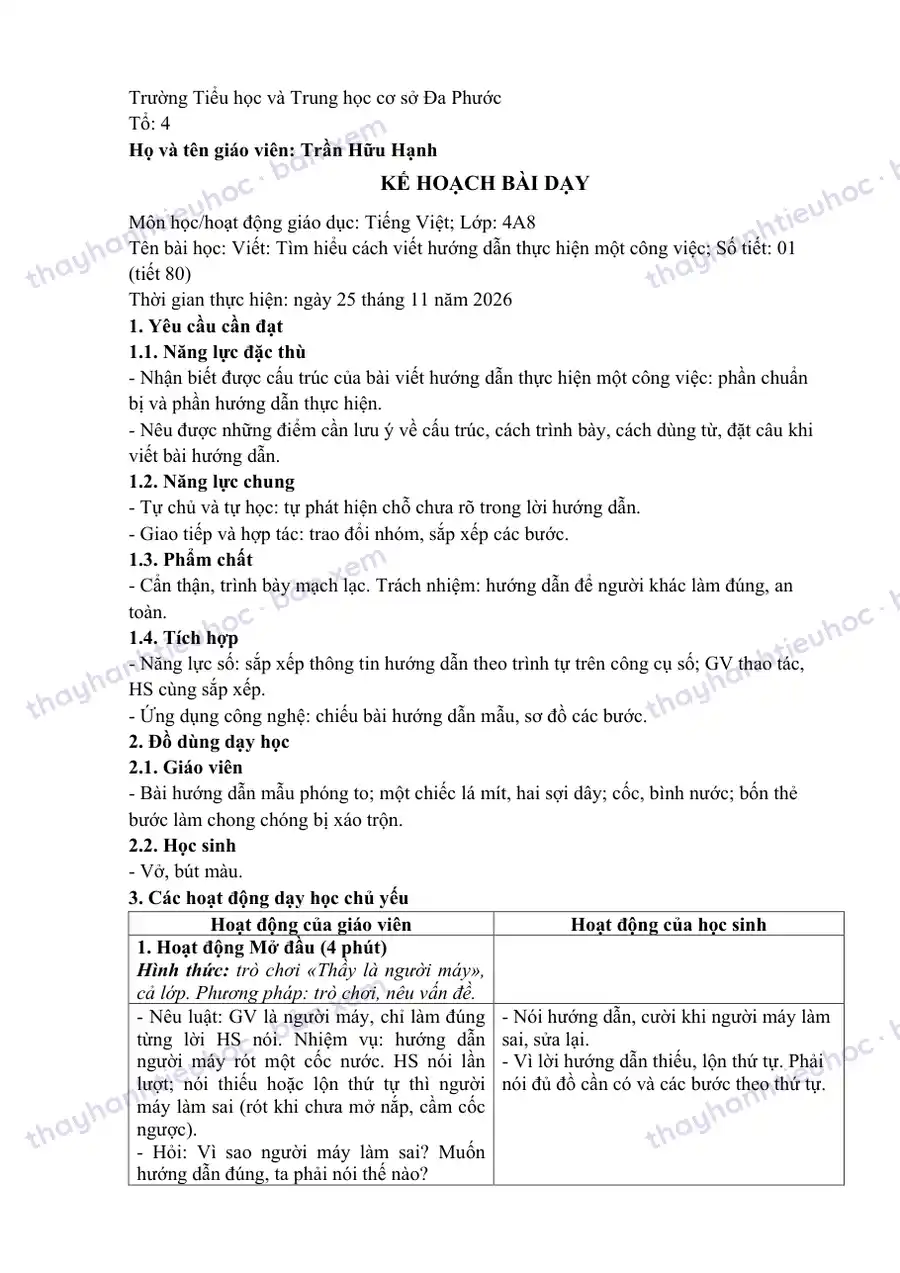 Trường Tiểu học và Trung học cơ sở Đa Phước
Tổ: 4
Họ và tên giáo viên: Trần Hữu Hạnh
KẾ HOẠCH BÀI DẠY
Môn học/hoạt động giáo dục: Tiếng Việt; Lớp: 4A8
Tên bài học: Viết: Tìm hiểu cách viết hướng dẫn thực hiện một công việc; Số tiết: 01
(tiết 80)
Thời gian thực hiện: ngày 25 tháng 11 năm 2026
1. Yêu cầu cần đạt
1.1. Năng lực đặc thù
- Nhận biết được cấu trúc của bài viết hướng dẫn thực hiện một công việc: phần chuẩn
bị và phần hướng dẫn thực hiện.
- Nêu được những điểm cần lưu ý về cấu trúc, cách trình bày, cách dùng từ, đặt câu khi
viết bài hướng dẫn.
1.2. Năng lực chung
- Tự chủ và tự học: tự phát hiện chỗ chưa rõ trong lời hướng dẫn.
- Giao tiếp và hợp tác: trao đổi nhóm, sắp xếp các bước.
1.3. Phẩm chất
- Cẩn thận, trình bày mạch lạc. Trách nhiệm: hướng dẫn để người khác làm đúng, an
toàn.
1.4. Tích hợp
- Năng lực số: sắp xếp thông tin hướng dẫn theo trình tự trên công cụ số; GV thao tác,
HS cùng sắp xếp.
- Ứng dụng công nghệ: chiếu bài hướng dẫn mẫu, sơ đồ các bước.
2. Đồ dùng dạy học
2.1. Giáo viên
- Bài hướng dẫn mẫu phóng to; một chiếc lá mít, hai sợi dây; cốc, bình nước; bốn thẻ
bước làm chong chóng bị xáo trộn.
2.2. Học sinh
- Vở, bút màu.
3. Các hoạt động dạy học chủ yếu
Hoạt động của giáo viên
Hoạt động của học sinh
1. Hoạt động Mở đầu (4 phút)
Hình thức: trò chơi «Thầy là người máy»,
cả lớp. Phương pháp: trò chơi, nêu vấn đề.
- Nêu luật: GV là người máy, chỉ làm đúng
từng lời HS nói. Nhiệm vụ: hướng dẫn
người máy rót một cốc nước. HS nói lần
lượt; nói thiếu hoặc lộn thứ tự thì người
máy làm sai (rót khi chưa mở nắp, cầm cốc
ngược).
- Hỏi: Vì sao người máy làm sai? Muốn
hướng dẫn đúng, ta phải nói thế nào?
- Nói hướng dẫn, cười khi người máy làm
sai, sửa lại.
- Vì lời hướng dẫn thiếu, lộn thứ tự. Phải
nói đủ đồ cần có và các bước theo thứ tự.
thayhanhtieuhoc · bản xem
thayhanhtieuhoc · b
thayhanhtieuhoc · bản xem
thayhanhtieuhoc · b
thayhanhtieuhoc · bản xem
thayhanhtieuhoc · b